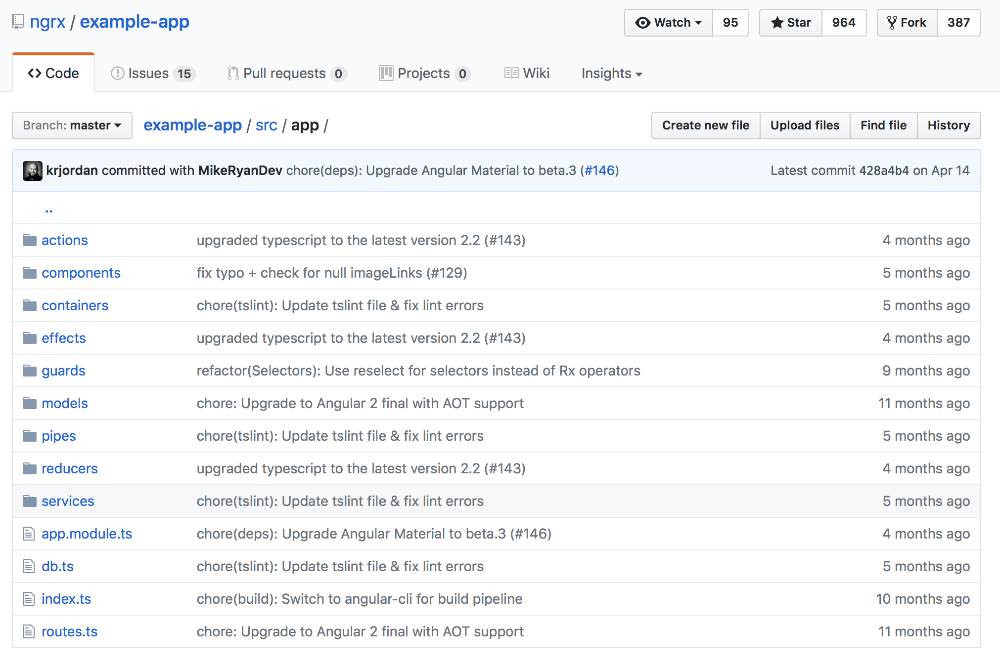 ngrx / example-app Watch 95 Star 964 Fork 387
Code Issues 15 Pull requests 0 Projects 0 Wiki Insights
Branch: master example-app / src / app / Create new file Upload files Find file History
krjordan committed with MikeRyanDev chore(deps): Upgrade Angular Material to beta.3 (#146) Latest commit 428a4b4 on Apr 14
..
actions upgraded typescript to the latest version 2.2 (#143) 4 months ago
components fix typo + check for null imageLinks (#129) 5 months ago
containers chore(tslint): Update tslint file & fix lint errors 5 months ago
effects upgraded typescript to the latest version 2.2 (#143) 4 months ago
guards refactor(Selectors): Use reselect for selectors instead of Rx operators 9 months ago
models chore: Upgrade to Angular 2 final with AOT support 11 months ago
pipes chore(tslint): Update tslint file & fix lint errors 5 months ago
reducers upgraded typescript to the latest version 2.2 (#143) 4 months ago
services chore(tslint): Update tslint file & fix lint errors 5 months ago
app.module.ts chore(deps): Upgrade Angular Material to beta.3 (#146) 4 months ago
db.ts chore(tslint): Update tslint file & fix lint errors 5 months ago
index.ts chore(build): Switch to angular-cli for build pipeline 10 months ago
routes.ts chore: Upgrade to Angular 2 final with AOT support 11 months ago